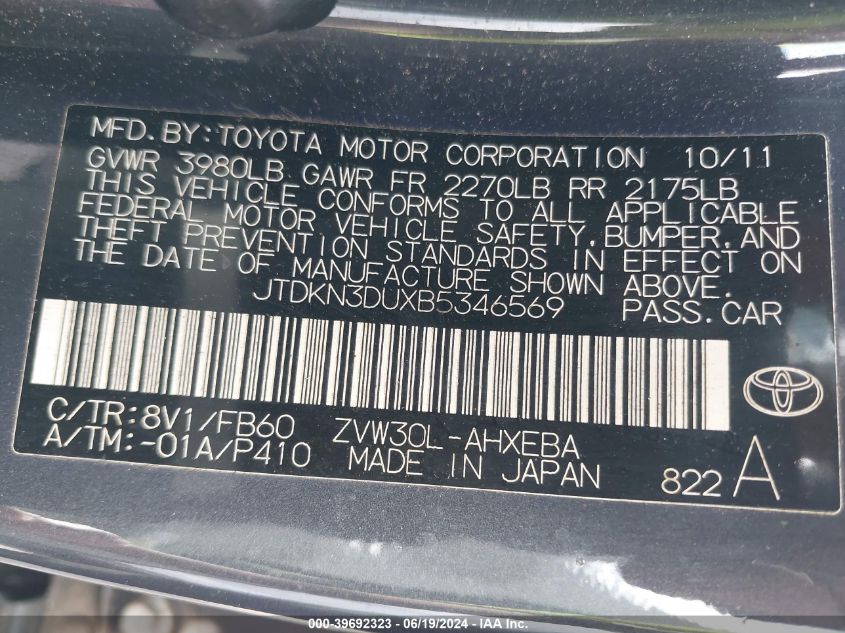 MFD. BY: TOYOTA MOTOR CORPORATION 10/11
GVWR 3980LB GAWR FR 2270LB RR 2175LB
THIS VEHICLE CONFORMS TO ALL APPLICABLE
FEDERAL MOTOR VEHICLE SAFETY, BUMPER, AND
THEFT PREVENTION STANDARDS IN EFFECT ON
THE DATE OF MANUFACTURE SHOWN ABOVE.
JTDKN3DUXB5346569 PASS. CAR
C/TR: 8V1/FB60 ZVW30L-AHXEBA
A/TM: -01A/P410 MADE IN JAPAN 822 A
000-39692323 - 06/19/2024 - IAAI.com